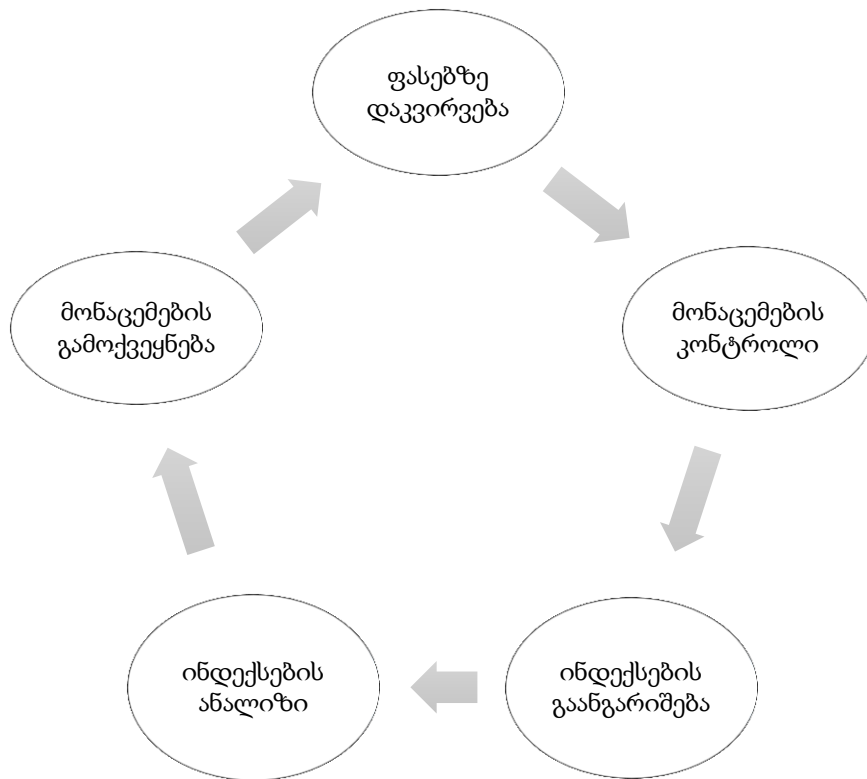 ფასებზე
დაკვირვება
მონაცემების
კონტროლი
ინდექსების
გაანგარიშება
ინდექსების
ანალიზი
მონაცემების
გამოქვეყნება